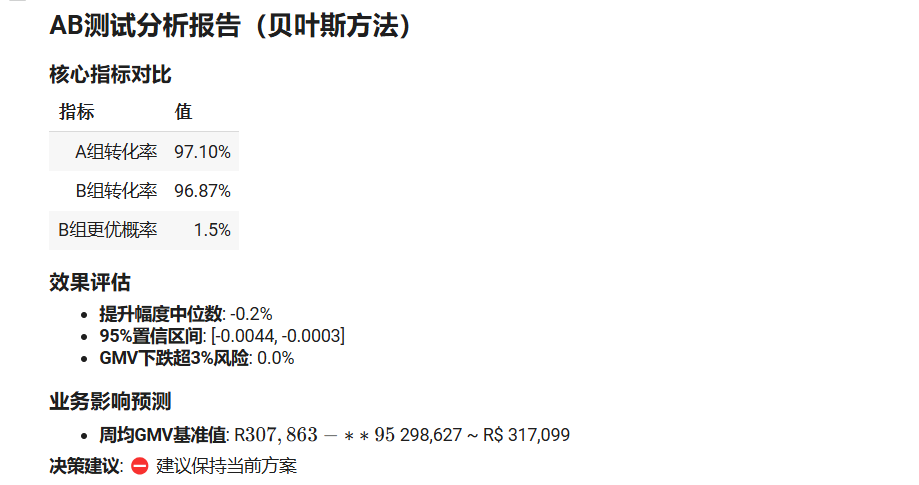 AB测试分析报告（贝叶斯方法）
核心指标对比
指标 值
A组转化率 97.10%
B组转化率 96.87%
B组更优概率 1.5%
效果评估
• 提升幅度中位数: -0.2%
• 95%置信区间: [-0.0044, -0.0003]
• GMV下跌超3%风险: 0.0%
业务影响预测
• 周均GMV基准值: R307,863 − ∗∗95 298,627 ~ R$ 317,099
决策建议: ⛔ 建议保持当前方案